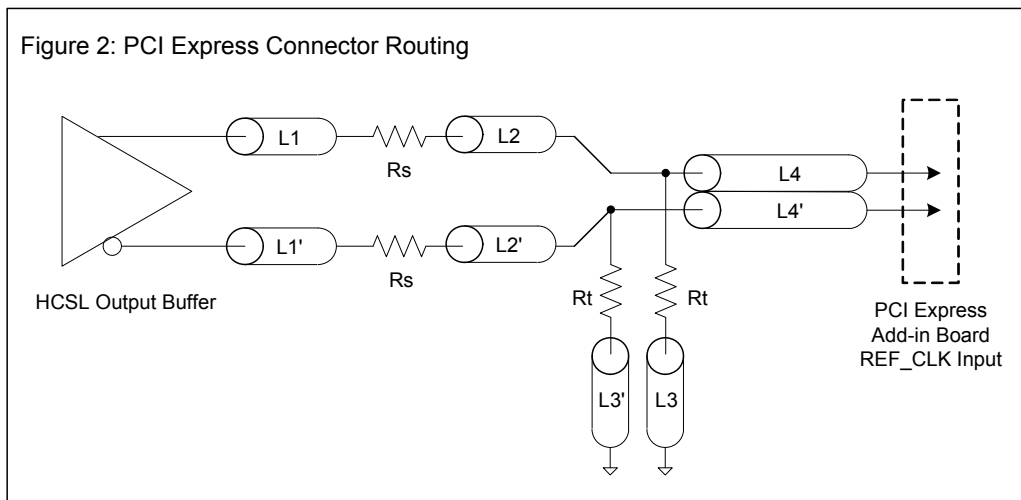 Figure 2: PCI Express Connector Routing
L1
Rs
L2
L4
L4'
L1'
Rs
L2'
HCSL Output Buffer
Rt
Rt
L3'
L3
PCI Express
Add-in Board
REF_CLK Input